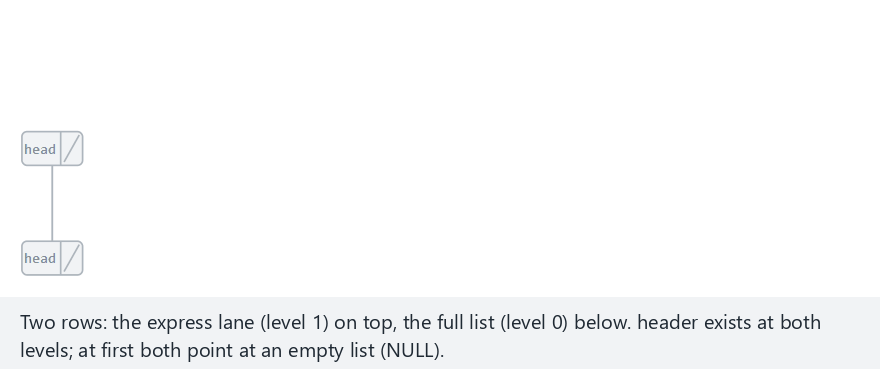 head
head
Two rows: the express lane (level 1) on top, the full list (level 0) below. header exists at both
levels; at first both point at an empty list (NULL).